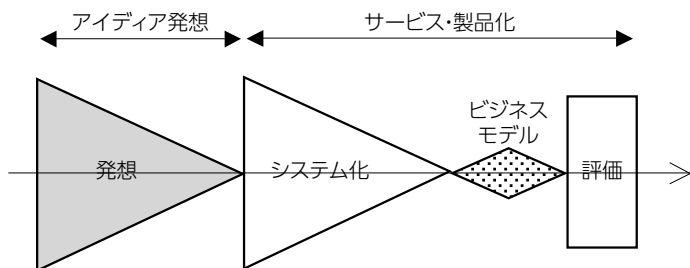 アイディア発想
サービス・製品化
ビジネス
モデル
発想
システム化
評価